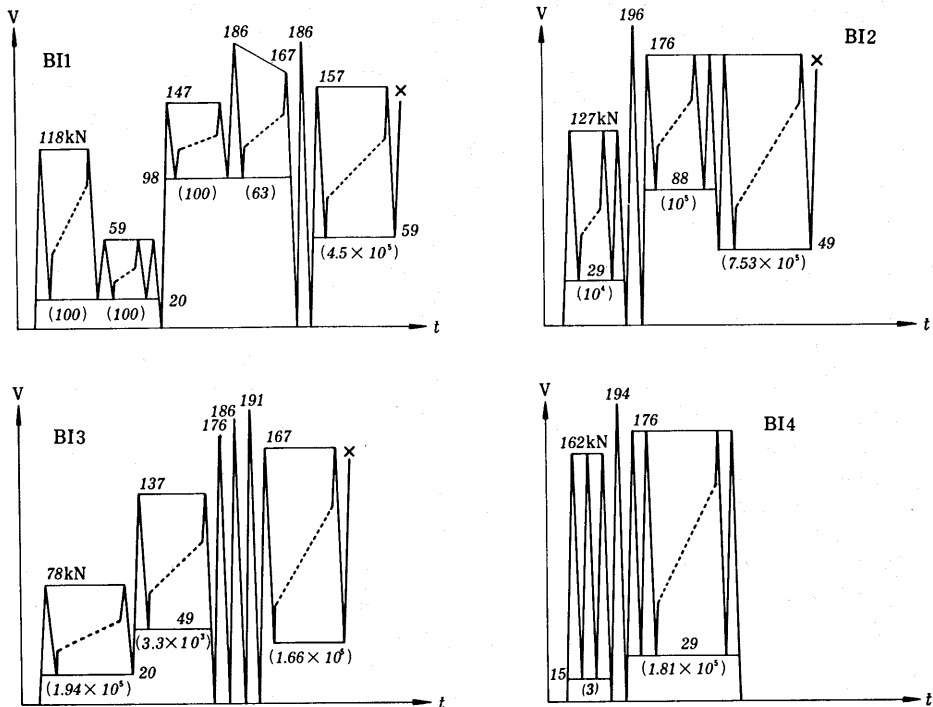 V
BI1
118kN
59
(100)
(100)
20
98
147
(100)
186
167
(63)
186
157
×
59
(4.5 × 10⁵)
t
V
BI2
127kN
29
(10⁴)
196
176
88
(10⁵)
×
49
(7.53 × 10⁵)
t
V
BI3
78kN
20
(1.94 × 10⁵)
137
49
(3.3 × 10³)
176
186
191
167
×
(1.66 × 10⁵)
t
V
BI4
162kN
15
(3)
194
176
29
(1.81 × 10⁵)
t